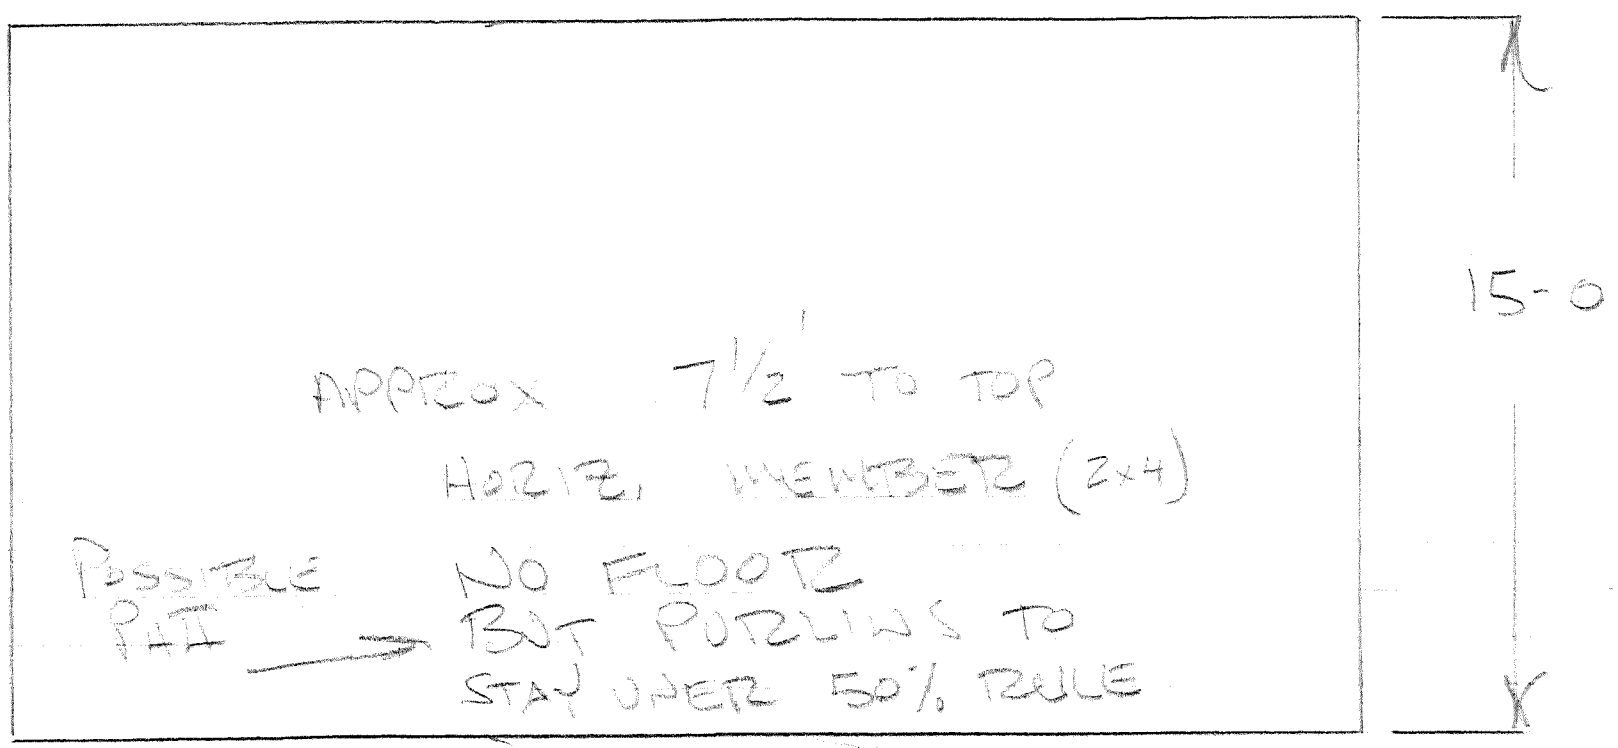 15-0
APPROX 7 1/2' TO TOP
HORIZ. MEMBER (2x4)
POSSIBLE NO FLOOR
PH II BUT PURLINS TO
STAY UNER 50% RULE